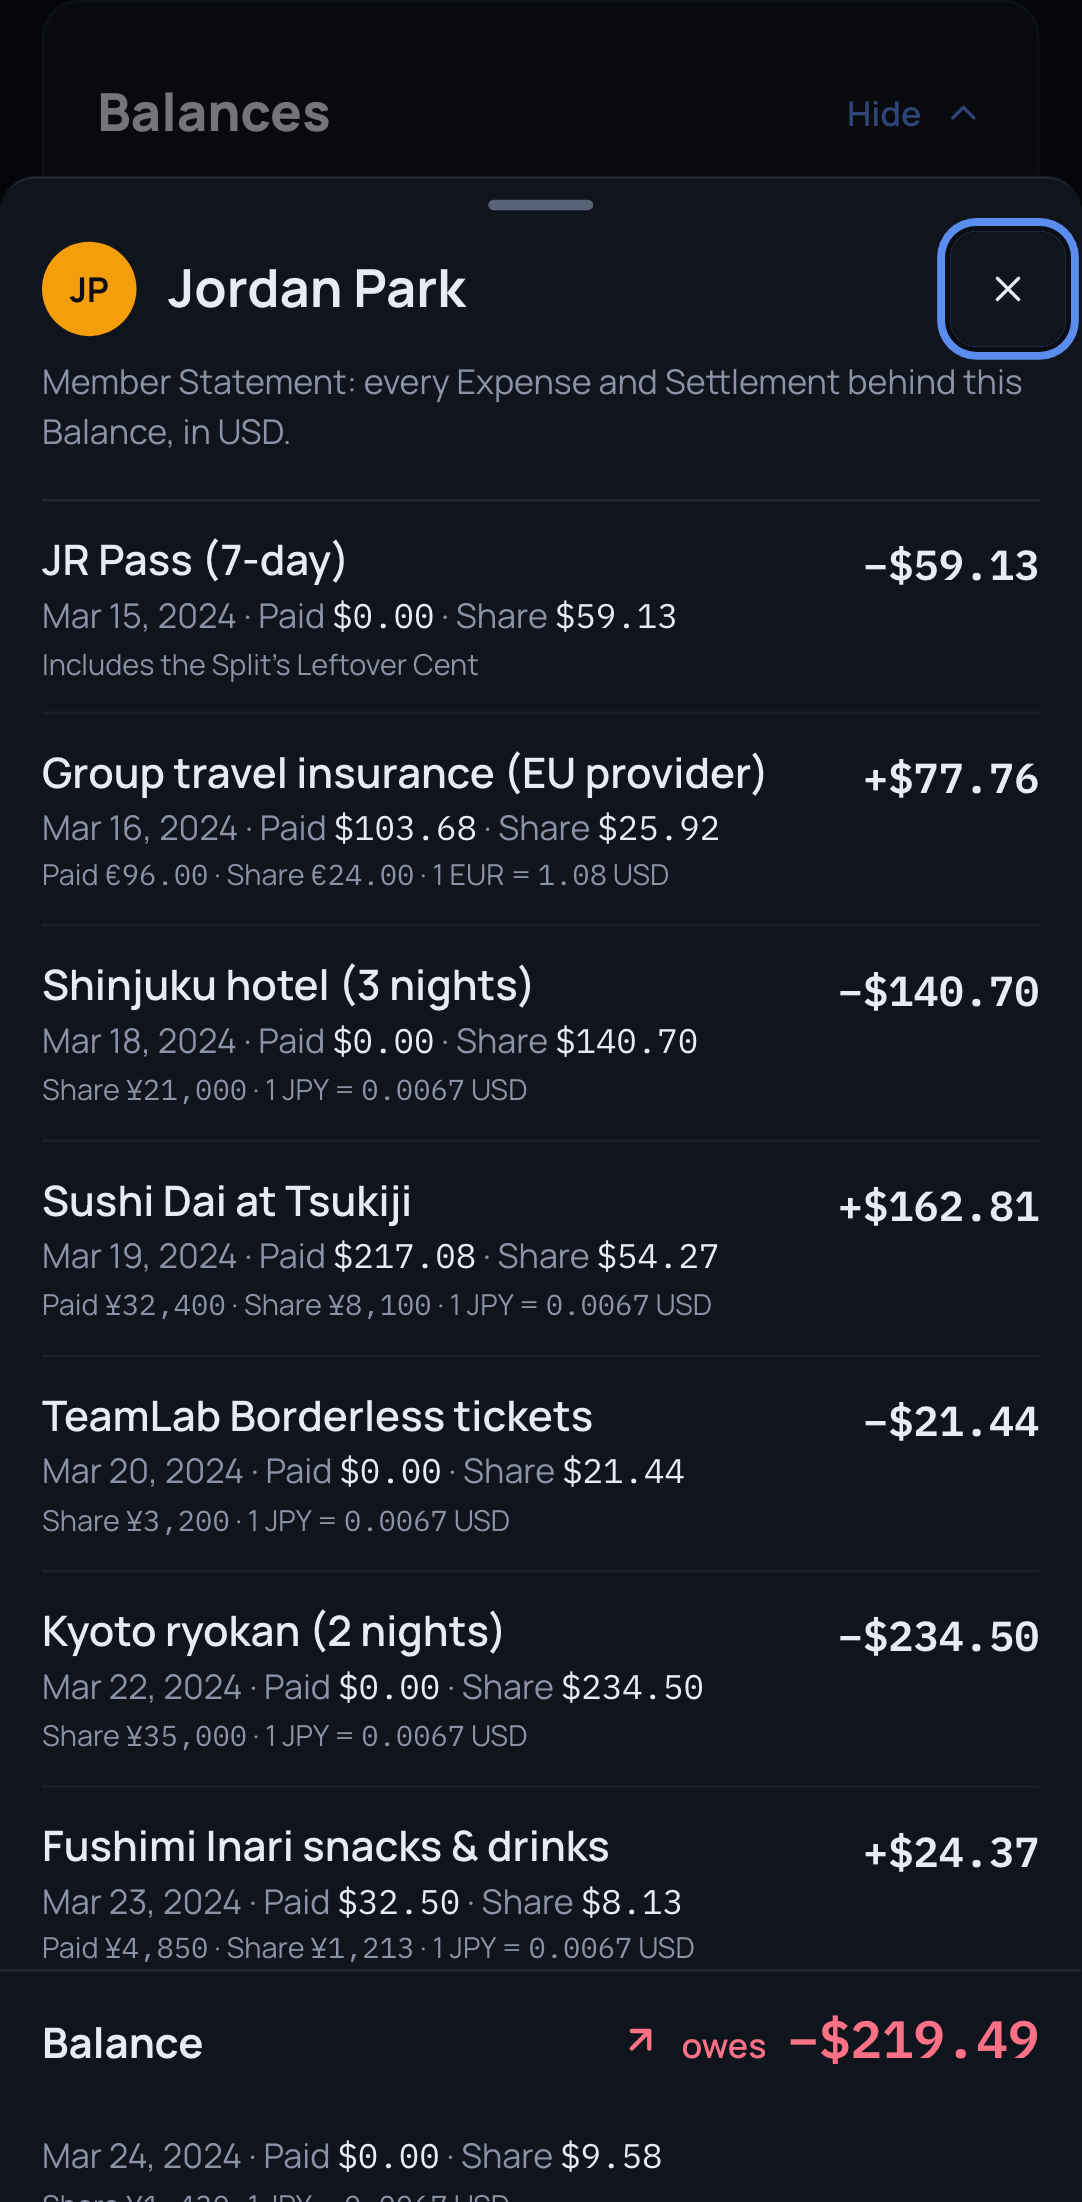 Balances
Hide
JP
Jordan Park
Member Statement: every Expense and Settlement behind this
Balance, in USD.
JR Pass (7-day)
−$59.13
Mar 15, 2024 · Paid $0.00 · Share $59.13
Includes the Split’s Leftover Cent
Group travel insurance (EU provider)
+$77.76
Mar 16, 2024 · Paid $103.68 · Share $25.92
Paid €96.00 · Share €24.00 · 1 EUR = 1.08 USD
Shinjuku hotel (3 nights)
−$140.70
Mar 18, 2024 · Paid $0.00 · Share $140.70
Share ¥21,000 · 1 JPY = 0.0067 USD
Sushi Dai at Tsukiji
+$162.81
Mar 19, 2024 · Paid $217.08 · Share $54.27
Paid ¥32,400 · Share ¥8,100 · 1 JPY = 0.0067 USD
TeamLab Borderless tickets
−$21.44
Mar 20, 2024 · Paid $0.00 · Share $21.44
Share ¥3,200 · 1 JPY = 0.0067 USD
Kyoto ryokan (2 nights)
−$234.50
Mar 22, 2024 · Paid $0.00 · Share $234.50
Share ¥35,000 · 1 JPY = 0.0067 USD
Fushimi Inari snacks & drinks
+$24.37
Mar 23, 2024 · Paid $32.50 · Share $8.13
Paid ¥4,850 · Share ¥1,213 · 1 JPY = 0.0067 USD
Balance
owes −$219.49
Mar 24, 2024 · Paid $0.00 · Share $9.58